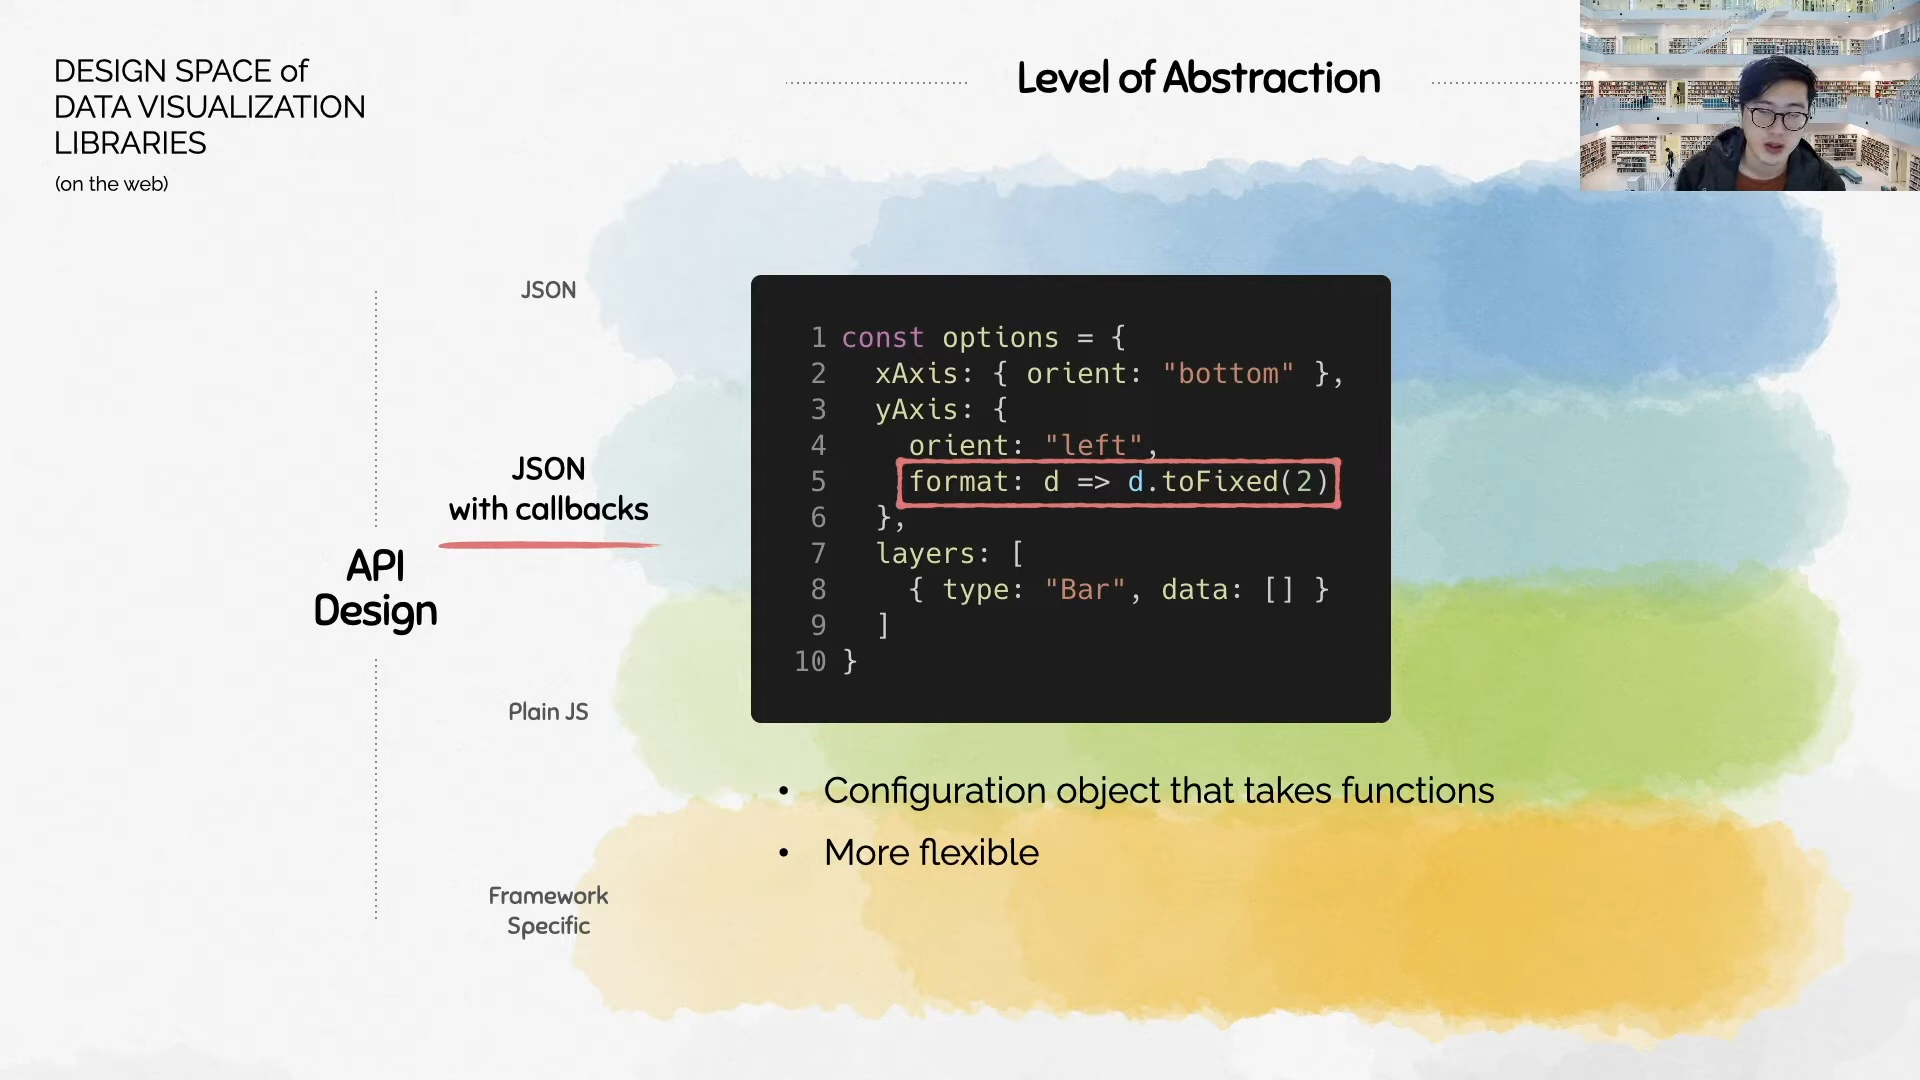 DESIGN SPACE of
DATA VISUALIZATION
LIBRARIES
(on the web)
Level of Abstraction
API
Design
JSON
JSON
with callbacks
Plain JS
Framework
Specific
1 const options = {
2   xAxis: { orient: "bottom" },
3   yAxis: {
4     orient: "left",
5     format: d => d.toFixed(2)
6   },
7   layers: [
8     { type: "Bar", data: [] }
9   ]
10 }
• Configuration object that takes functions
• More flexible